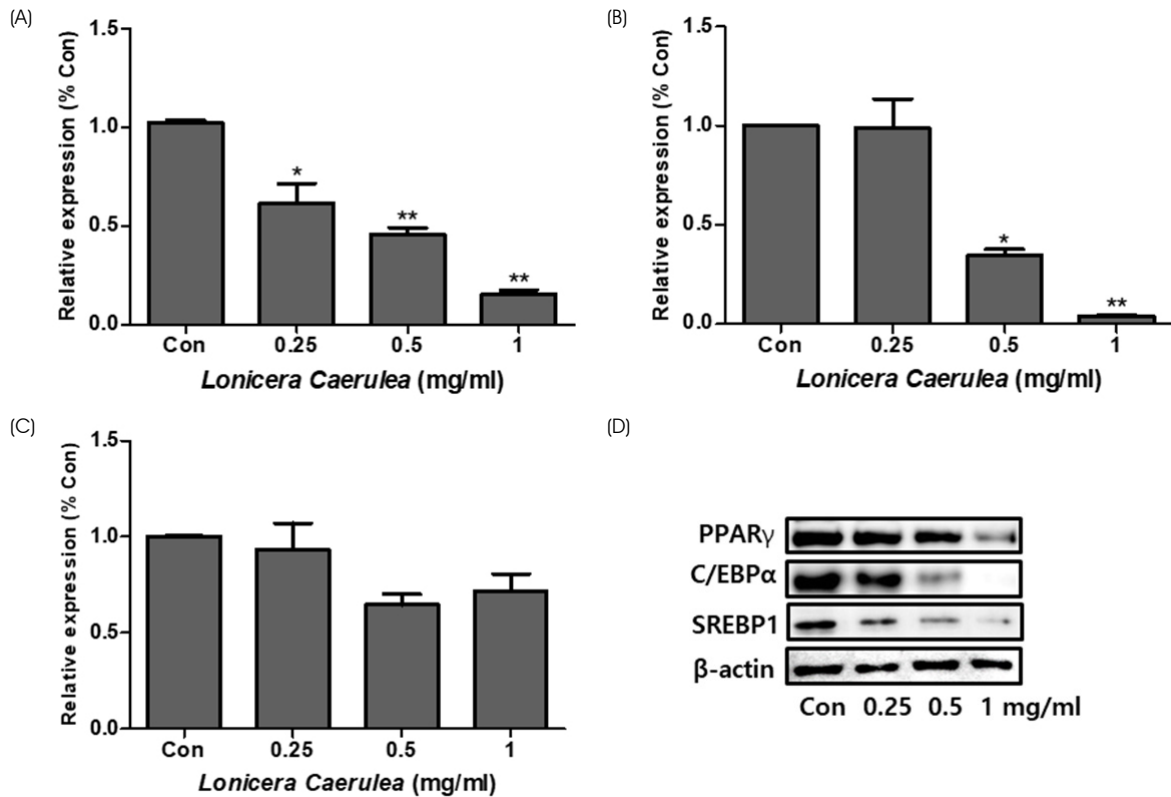 (A)
Relative expression (% Con)
1.5
1.0
0.5
0.0
*
**
**
Con 0.25 0.5 1
Lonicera Caerulea (mg/ml)
(B)
Relative expression (% Con)
1.5
1.0
0.5
0.0
*
**
Con 0.25 0.5 1
Lonicera Caerulea (mg/ml)
(C)
Relative expression (% Con)
1.5
1.0
0.5
0.0
Con 0.25 0.5 1
Lonicera Caerulea (mg/ml)
(D)
PPARγ
C/EBPα
SREBP1
β-actin
Con 0.25 0.5 1 mg/ml